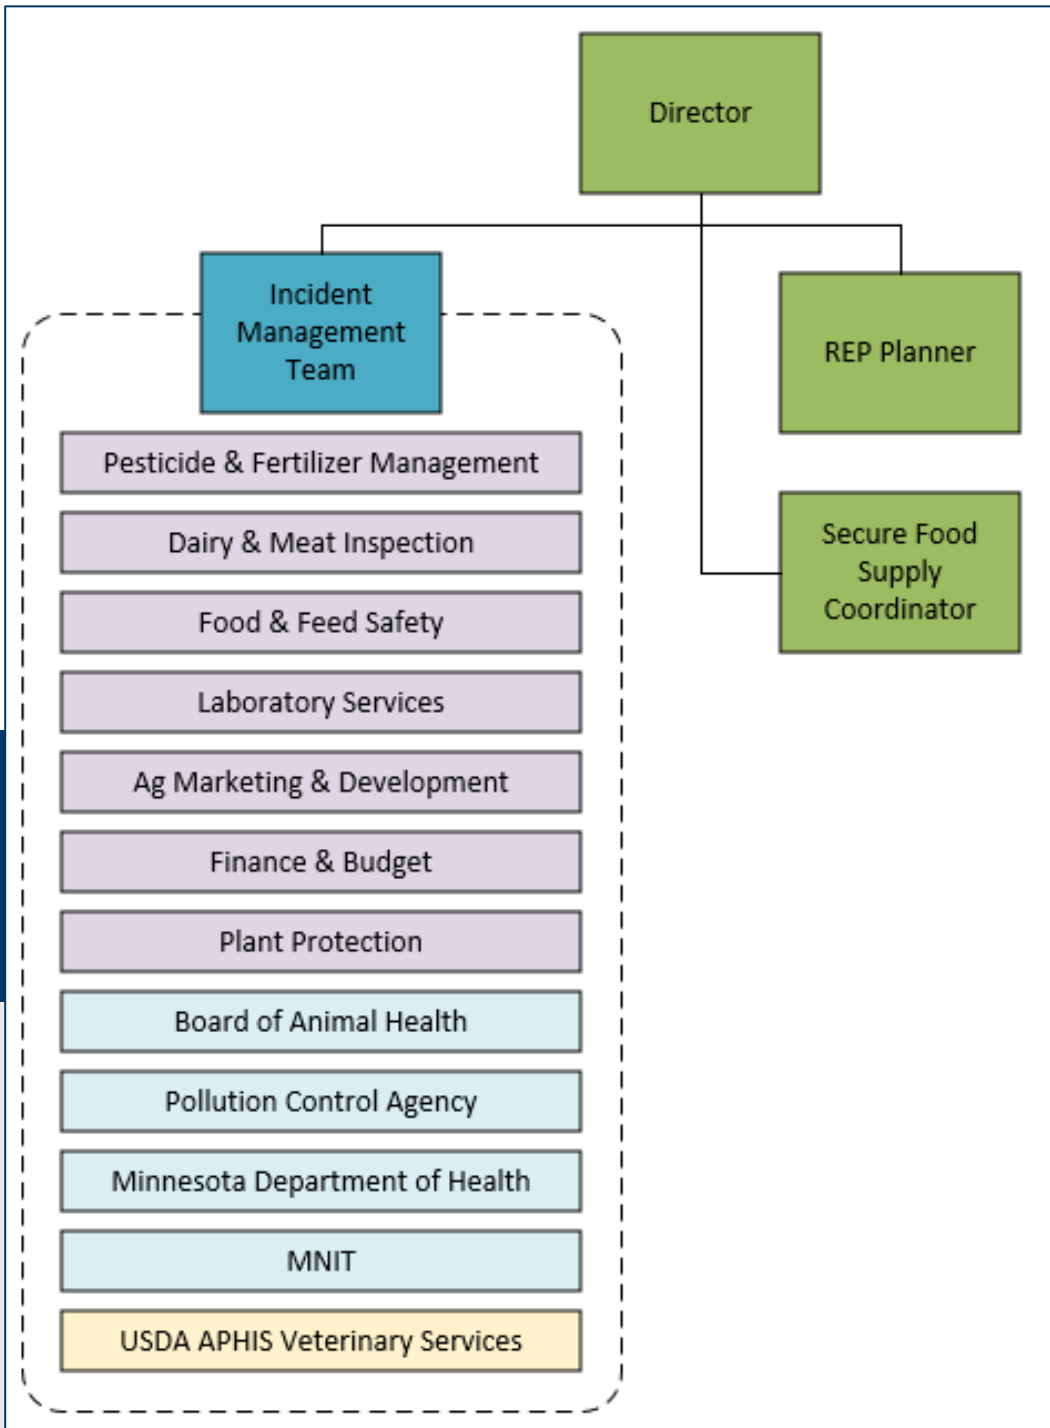 Director
Incident
Management
Team
REP Planner
Secure Food
Supply
Coordinator
Pesticide & Fertilizer Management
Dairy & Meat Inspection
Food & Feed Safety
Laboratory Services
Ag Marketing & Development
Finance & Budget
Plant Protection
Board of Animal Health
Pollution Control Agency
Minnesota Department of Health
MNIT
USDA APHIS Veterinary Services